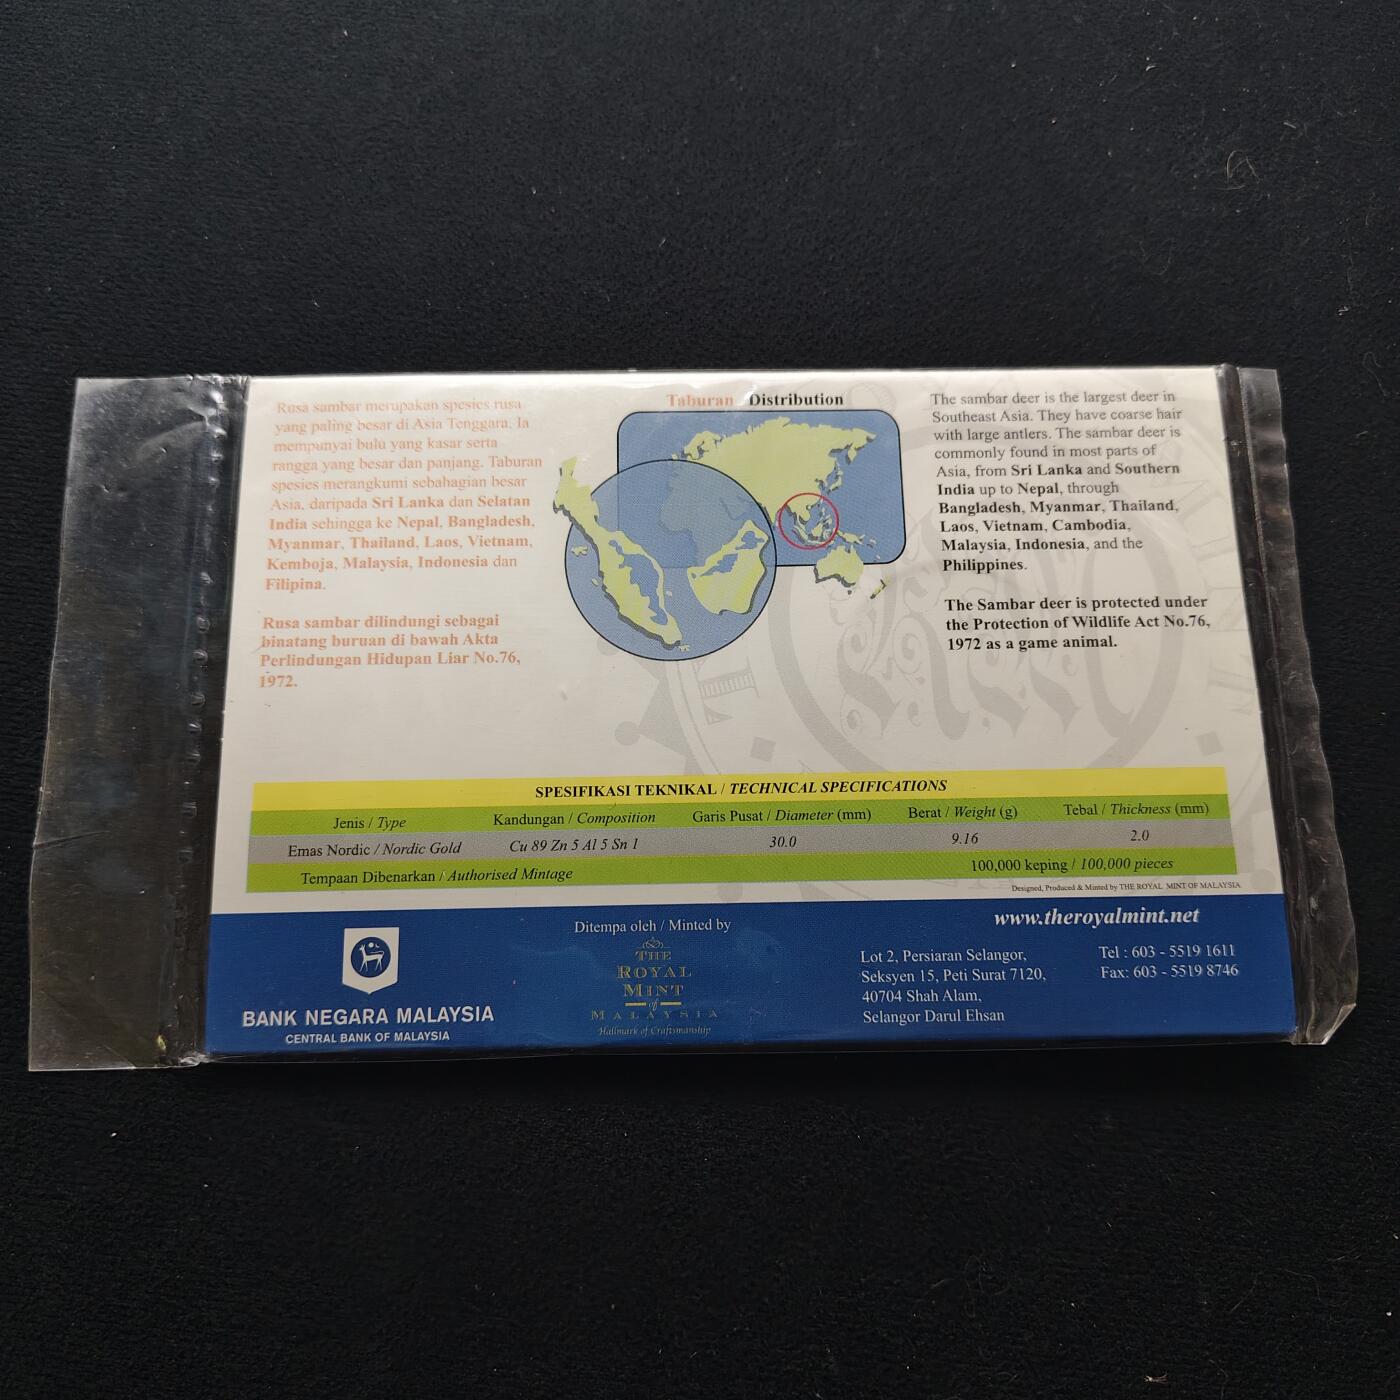 Rusa sambar merupakan spesies rusa
yang paling besar di Asia Tenggara. Ia
mempunyai bulu yang kasar serta
rangga yang besar dan panjang. Taburan
spesies merangkumi sebahagian besar
Asia, daripada Sri Lanka dan Selatan
India sehingga ke Nepal, Bangladesh,
Myanmar, Thailand, Laos, Vietnam,
Kemboja, Malaysia, Indonesia dan
Filipina.
Rusa sambar dilindungi sebagai
binatang buruan di bawah Akta
Perlindungan Hidupan Liar No.76,
1972.
Taburan Distribution
The sambar deer is the largest deer in
Southeast Asia. They have coarse hair
with large antlers. The sambar deer is
commonly found in most parts of
Asia, from Sri Lanka and Southern
India up to Nepal, through
Bangladesh, Myanmar, Thailand,
Laos, Vietnam, Cambodia,
Malaysia, Indonesia, and the
Philippines.
The Sambar deer is protected under
the Protection of Wildlife Act No.76,
1972 as a game animal.
SPESIFIKASI TEKNIKAL / TECHNICAL SPECIFICATIONS
Jenis / Type Kandungan / Composition Garis Pusat / Diameter (mm) Berat / Weight (g) Tebal / Thickness (mm)
Emas Nordic / Nordic Gold Cu 89 Zn 5 Al 5 Sn 1 30.0 9.16 2.0
Tempaan Dibenarkan / Authorised Mintage 100,000 keping / 100,000 pieces
Designed, Produced & Minted by THE ROYAL MINT OF MALAYSIA
BANK NEGARA MALAYSIA
CENTRAL BANK OF MALAYSIA
Ditempa oleh / Minted by
THE
ROYAL
MINT
of
MALAYSIA
Hallmark of Craftsmanship
www.theroyalmint.net
Lot 2, Persiaran Selangor,
Seksyen 15, Peti Surat 7120,
40704 Shah Alam,
Selangor Darul Ehsan
Tel : 603 - 5519 1611
Fax: 603 - 5519 8746